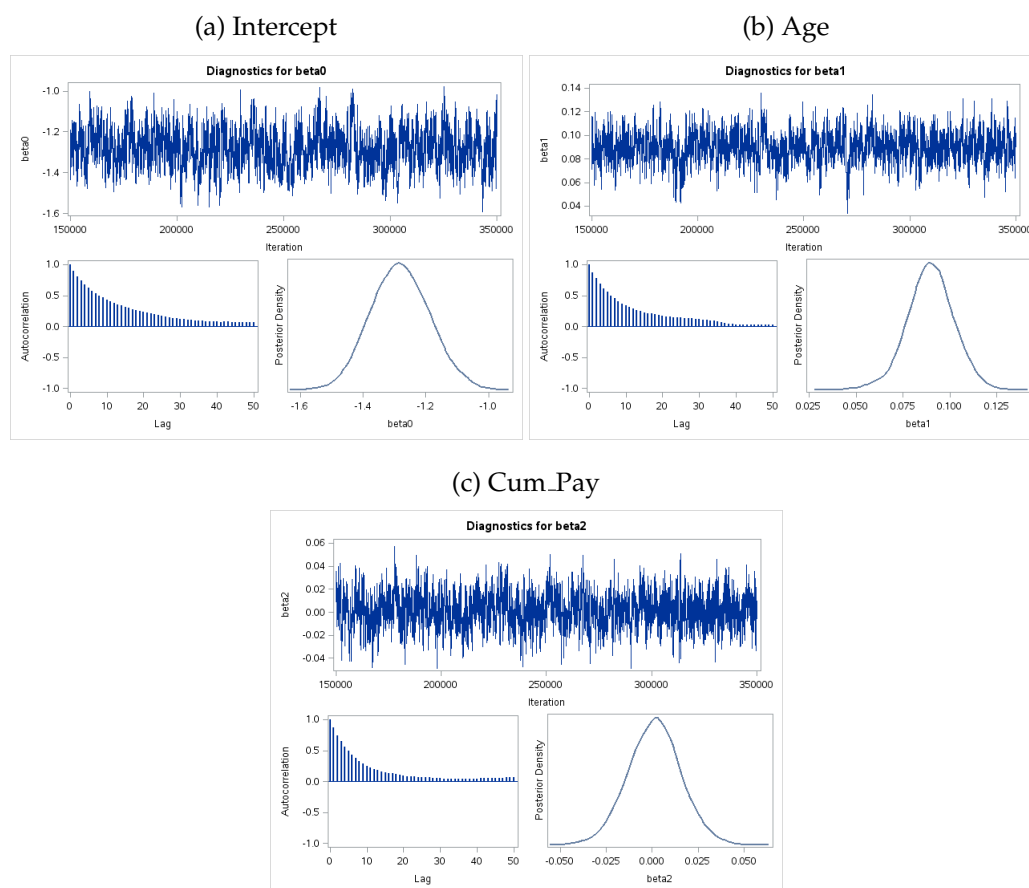 (a) Intercept
Diagnostics for beta0
beta0
-1.0
-1.2
-1.4
-1.6
150000 200000 250000 300000 350000
Iteration
Autocorrelation
1.0
0.5
0.0
-0.5
-1.0
0 10 20 30 40 50
Lag
Posterior Density
-1.6 -1.4 -1.2 -1.0
beta0
(b) Age
Diagnostics for beta1
beta1
0.14
0.12
0.10
0.08
0.06
0.04
150000 200000 250000 300000 350000
Iteration
Autocorrelation
1.0
0.5
0.0
-0.5
-1.0
0 10 20 30 40 50
Lag
Posterior Density
0.025 0.050 0.075 0.100 0.125
beta1
(c) Cum_Pay
Diagnostics for beta2
beta2
0.06
0.04
0.02
0.00
-0.02
-0.04
150000 200000 250000 300000 350000
Iteration
Autocorrelation
1.0
0.5
0.0
-0.5
-1.0
0 10 20 30 40 50
Lag
Posterior Density
-0.050 -0.025 0.000 0.025 0.050
beta2